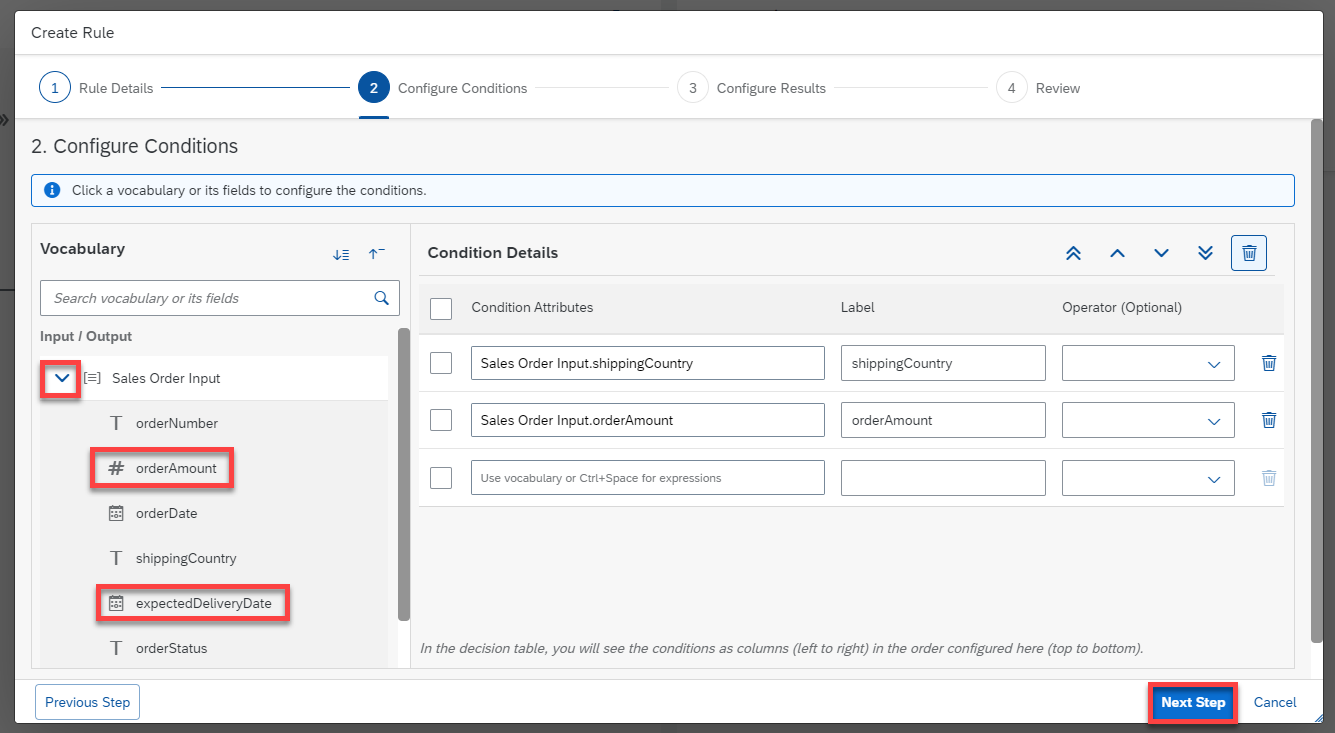 Create Rule
1 Rule Details 2 Configure Conditions 3 Configure Results 4 Review
2. Configure Conditions
Click a vocabulary or its fields to configure the conditions.
Vocabulary
Search vocabulary or its fields
Input / Output
Sales Order Input
orderNumber
orderAmount
orderDate
shippingCountry
expectedDeliveryDate
orderStatus
Condition Details
Condition Attributes Label Operator (Optional)
Sales Order Input.shippingCountry shippingCountry
Sales Order Input.orderAmount orderAmount
Use vocabulary or Ctrl+Space for expressions
In the decision table, you will see the conditions as columns (left to right) in the order configured here (top to bottom).
Previous Step Next Step Cancel